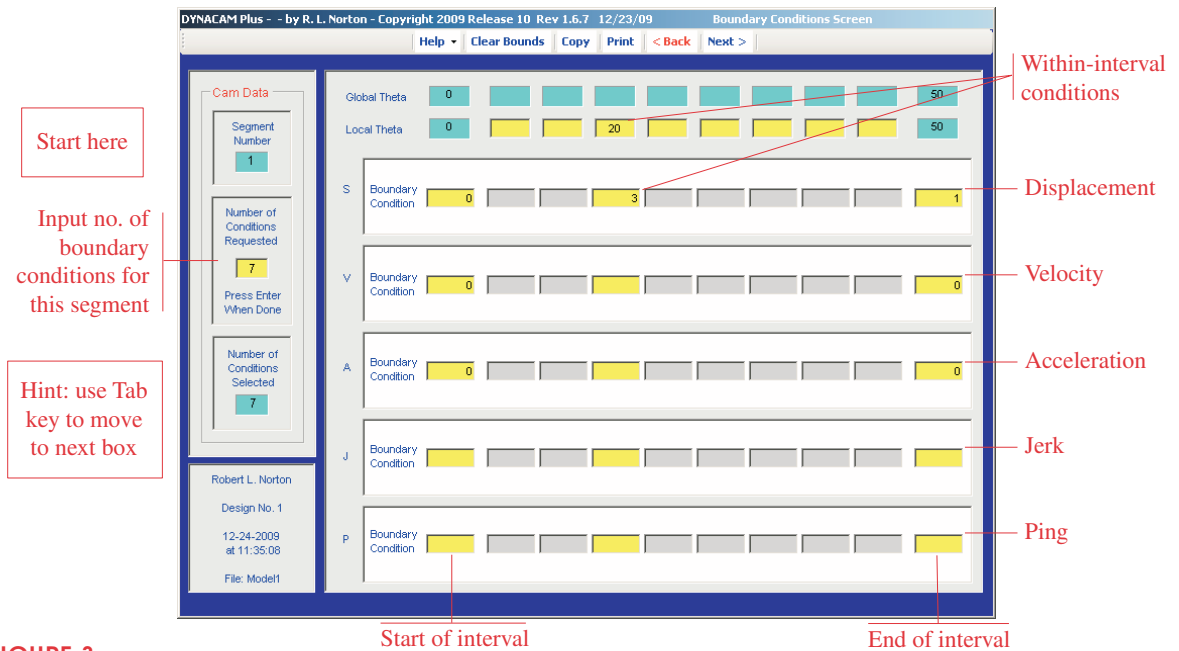 DYNACAM Plus - - by R. L. Norton - Copyright 2009 Release 10 Rev 1.6.7 12/23/09 Boundary Conditions Screen
Help Clear Bounds Copy Print < Back Next >
Start here
Input no. of
boundary
conditions for
this segment
Hint: use Tab
key to move
to next box
Cam Data
Segment
Number
1
Number of
Conditions
Requested
7
Press Enter
When Done
Number of
Conditions
Selected
7
Robert L. Norton
Design No. 1
12-24-2009
at 11:35:08
File: Model1
Global Theta 0 50
Local Theta 0 20 50
S Boundary
Condition 0 3 1
V Boundary
Condition 0 0
A Boundary
Condition 0 0
J Boundary
Condition
P Boundary
Condition
Within-interval
conditions
Displacement
Velocity
Acceleration
Jerk
Ping
Start of interval
End of interval